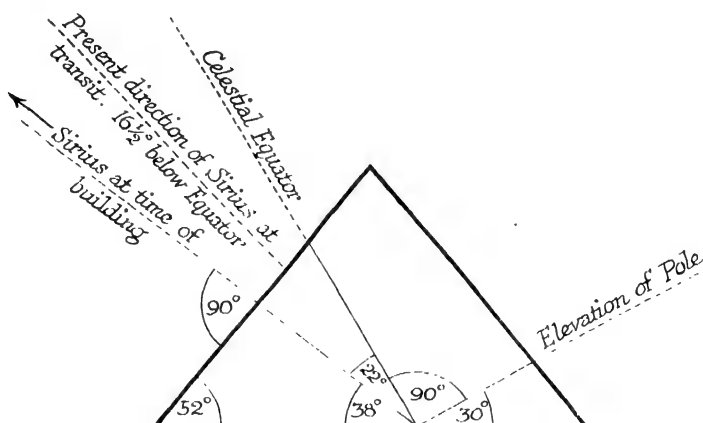 Present direction of Sirius at
transit. 16½° below Equator
Celestial Equator
Sirius at time of
building
Elevation of Pole
90°
22°
90°
52°
38°
30°